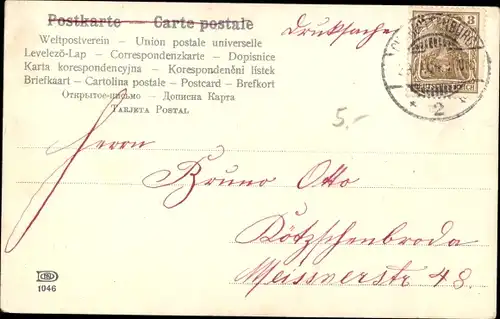 Postkarte — Carte postale
Weltpostverein - Union postale universelle
Levelező-Lap - Correspondenzkarte - Dopisnice
Karta korespondencyjna - Korespondenční lístek
Briefkaart - Cartolina postale - Postcard - Brefkort
Открытое-письмо - Дописна Карта
TARJETA POSTAL
Drucksache
3
2
5.-
Herrn
Bruno Otto
Kötzschenbroda
Meissnerstr 48.
1046